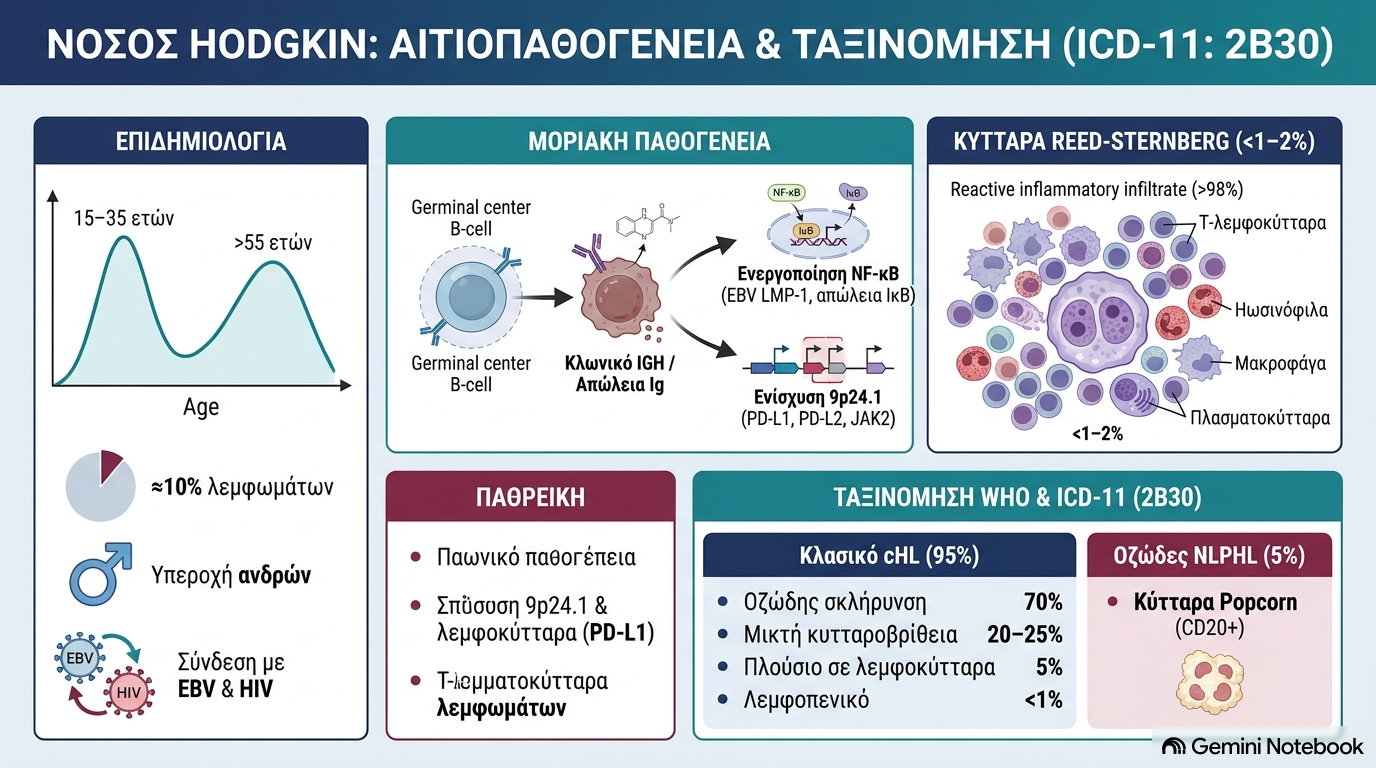 ΝΟΣΟΣ HODGKIN: ΑΙΤΙΟΠΑΘΟΓΕΝΕΙΑ & ΤΑΞΙΝΟΜΗΣΗ (ICD-11: 2B30)
ΕΠΙΔΗΜΙΟΛΟΓΙΑ
15–35 ετών
>55 ετών
Age
≈10% λεμφωμάτων
Υπεροχή ανδρών
EBV
HIV
Σύνδεση με
EBV & HIV
ΜΟΡΙΑΚΗ ΠΑΘΟΓΕΝΕΙΑ
Germinal center
B-cell
Germinal center
B-cell
Κλωνικό IGH /
Απώλεια Ig
NF-κB
IκB
Ενεργοποίηση NF-κB
(EBV LMP-1, απώλεια IκB)
Ενίσχυση 9p24.1
(PD-L1, PD-L2, JAK2)
ΚΥΤΤΑΡΑ REED-STERNBERG (<1–2%)
Reactive inflammatory infiltrate (>98%)
Τ-λεμφοκύτταρα
Ηωσινόφιλα
Μακροφάγα
Πλασματοκύτταρα
<1–2%
ΠΑΘΡΕΙΚΗ
Παωνικό παθογέπεια
9p24.1 &
λεμφοκύτταρα (PD-L1)
λεμφωμάτων
ΤΑΞΙΝΟΜΗΣΗ WHO & ICD-11 (2B30)
Κλασικό cHL (95%)
Οζώδης σκλήρυνση 70%
Μικτή κυτταροβρίθεια 20–25%
Πλούσιο σε λεμφοκύτταρα 5%
Λεμφοπενικό <1%
Οζώδες NLPHL (5%)
Κύτταρα Popcorn
(CD20+)
Gemini Notebook